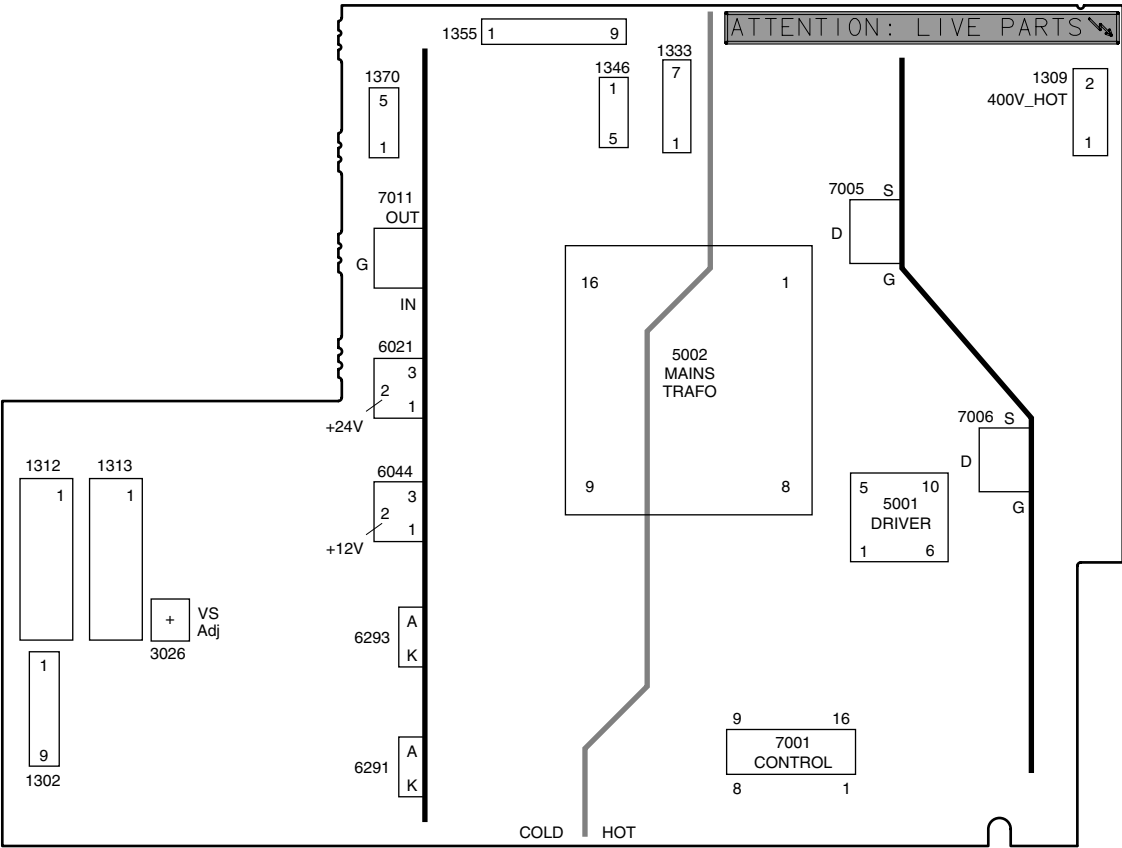 ATTENTION: LIVE PARTS
1355 1 9
1333
7
1
1346
1
5
1370
5
1
1309
400V_HOT
2
1
7011
OUT
G
IN
7005 S
D
G
16 1
5002
MAINS
TRAFO
9 8
6021
3
2
1
+24V
7006 S
D
G
1312
1
1313
1
6044
3
2
1
+12V
5 10
5001
DRIVER
1 6
+
VS
Adj
3026
6293
A
K
1
9
1302
6291
A
K
9 16
7001
CONTROL
8 1
COLD HOT